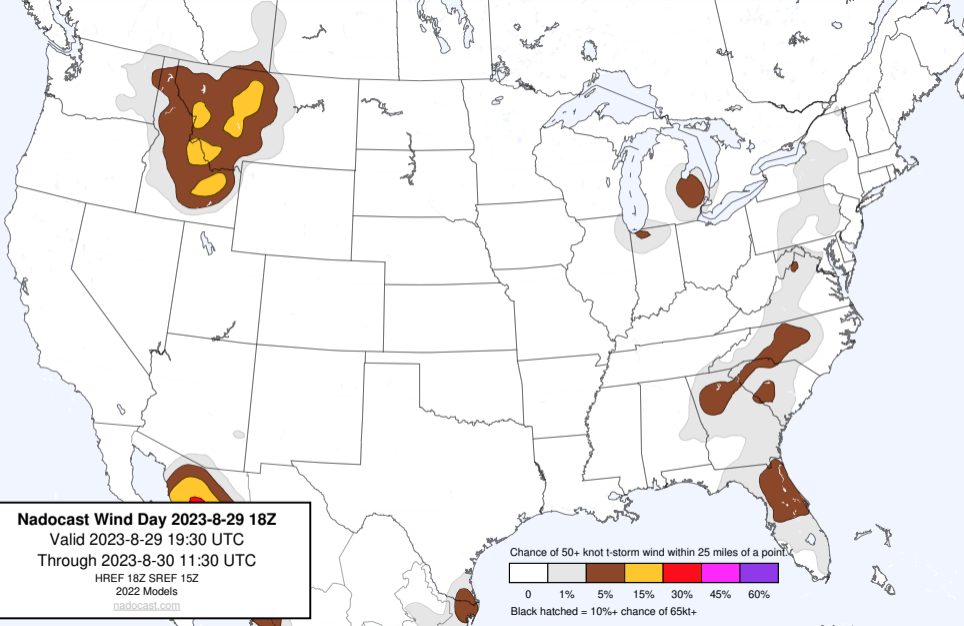 Nadocast Wind Day 2023-8-29 18Z
Valid 2023-8-29 19:30 UTC
Through 2023-8-30 11:30 UTC
HREF 18Z SREF 15Z
2022 Models
nadocast.com
Chance of 50+ knot t-storm wind within 25 miles of a point.
0 1% 5% 15% 30% 45% 60%
Black hatched = 10%+ chance of 65kt+